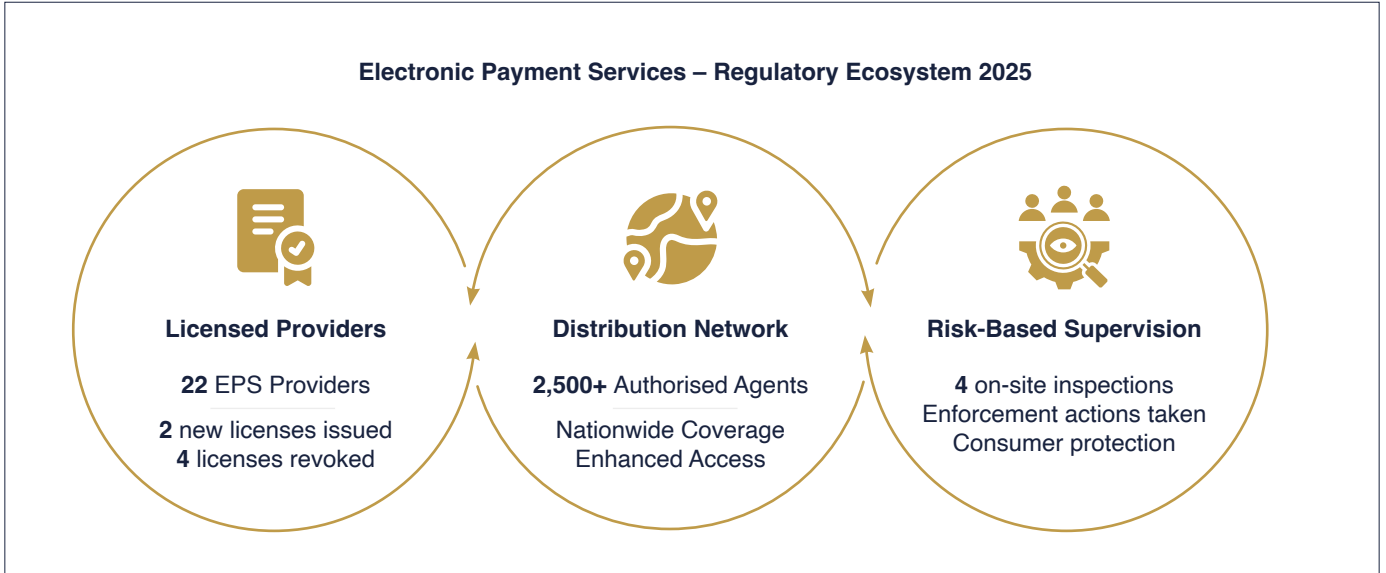 Electronic Payment Services – Regulatory Ecosystem 2025
Licensed Providers
22 EPS Providers
2 new licenses issued
4 licenses revoked
Distribution Network
2,500+ Authorised Agents
Nationwide Coverage
Enhanced Access
Risk-Based Supervision
4 on-site inspections
Enforcement actions taken
Consumer protection